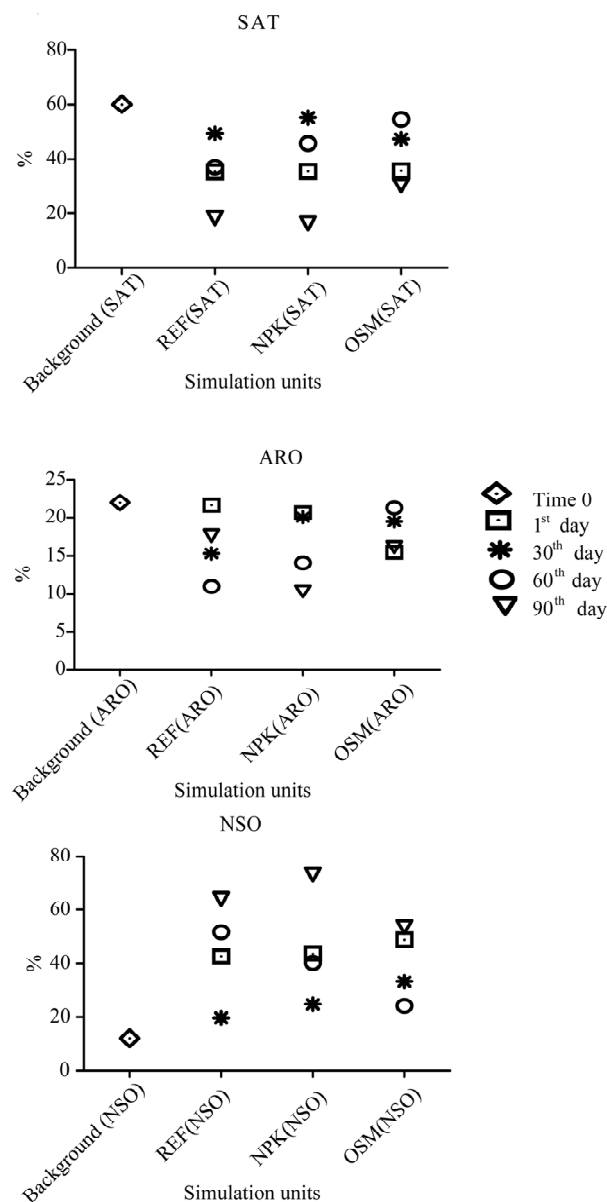 SAT
80
60
40
20
0
%
Background (SAT)
REF(SAT)
NPK(SAT)
OSM(SAT)
Simulation units
ARO
25
20
15
10
5
0
%
Background (ARO)
REF(ARO)
NPK(ARO)
OSM(ARO)
Simulation units
Time 0
1st day
30th day
60th day
90th day
NSO
80
60
40
20
0
%
Background (NSO)
REF(NSO)
NPK(NSO)
OSM(NSO)
Simulation units